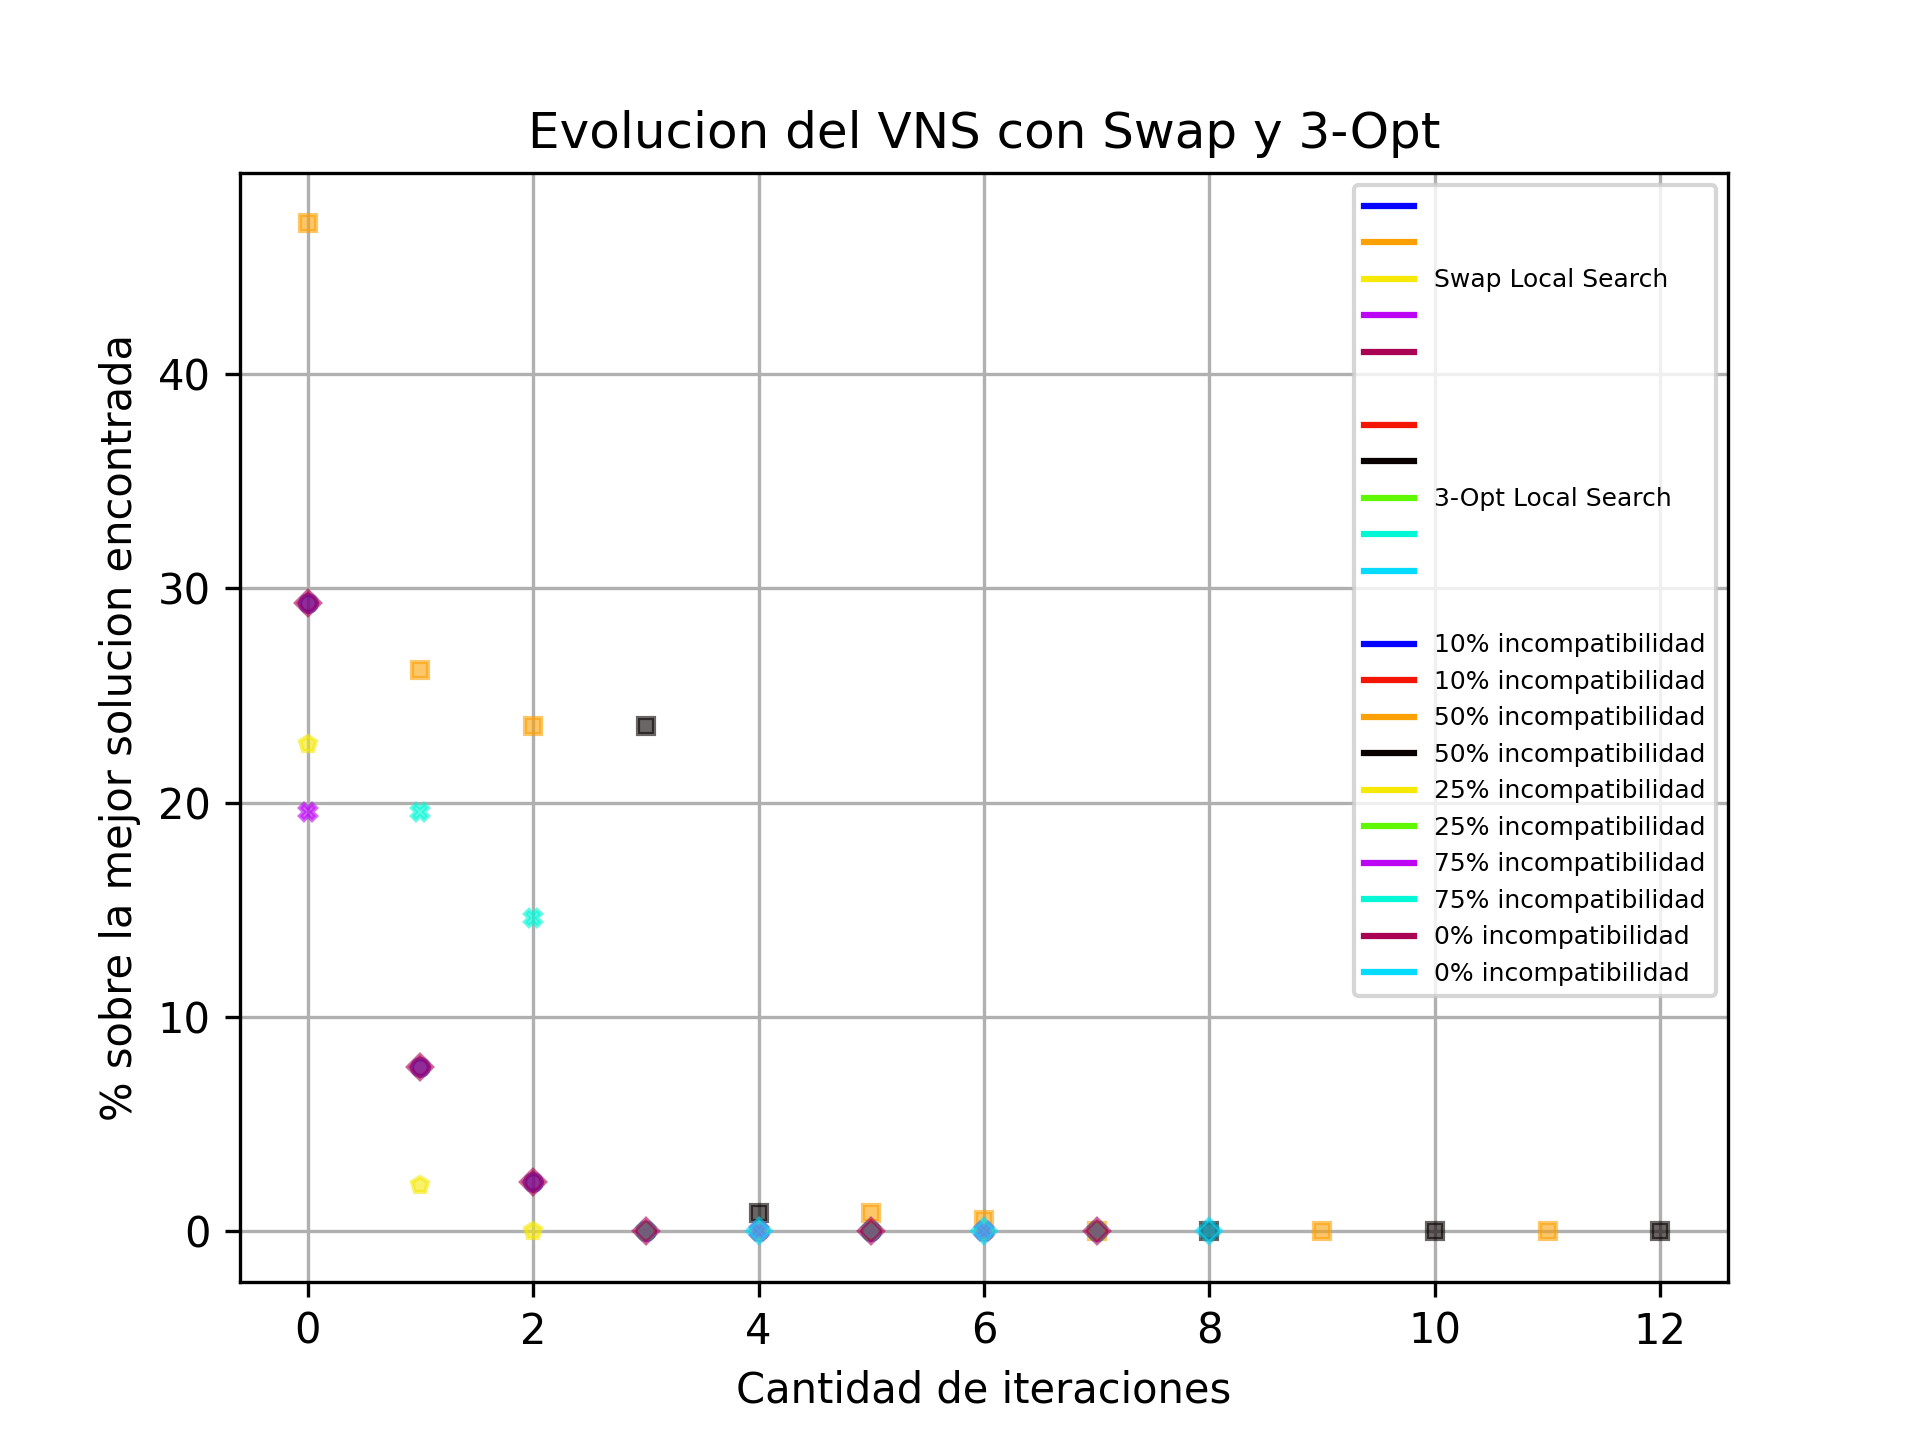 Evolucion del VNS con Swap y 3-Opt
% sobre la mejor solucion encontrada
40
30
20
10
0
Swap Local Search
3-Opt Local Search
10% incompatibilidad
10% incompatibilidad
50% incompatibilidad
50% incompatibilidad
25% incompatibilidad
25% incompatibilidad
75% incompatibilidad
75% incompatibilidad
0% incompatibilidad
0% incompatibilidad
0 2 4 6 8 10 12
Cantidad de iteraciones